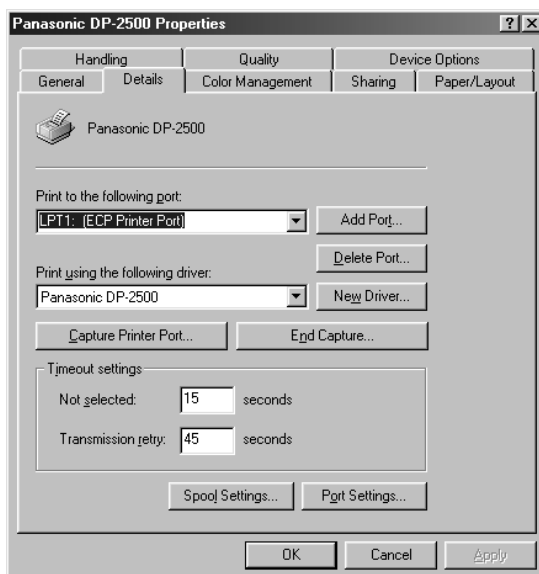 Panasonic DP-2500 Properties
Handling Quality Device Options
General Details Color Management Sharing Paper/Layout
Panasonic DP-2500
Print to the following port:
LPT1: (ECP Printer Port) Add Port...
Delete Port...
Print using the following driver:
Panasonic DP-2500 New Driver...
Capture Printer Port... End Capture...
Timeout settings
Not selected: 15 seconds
Transmission retry: 45 seconds
Spool Settings... Port Settings...
OK Cancel Apply